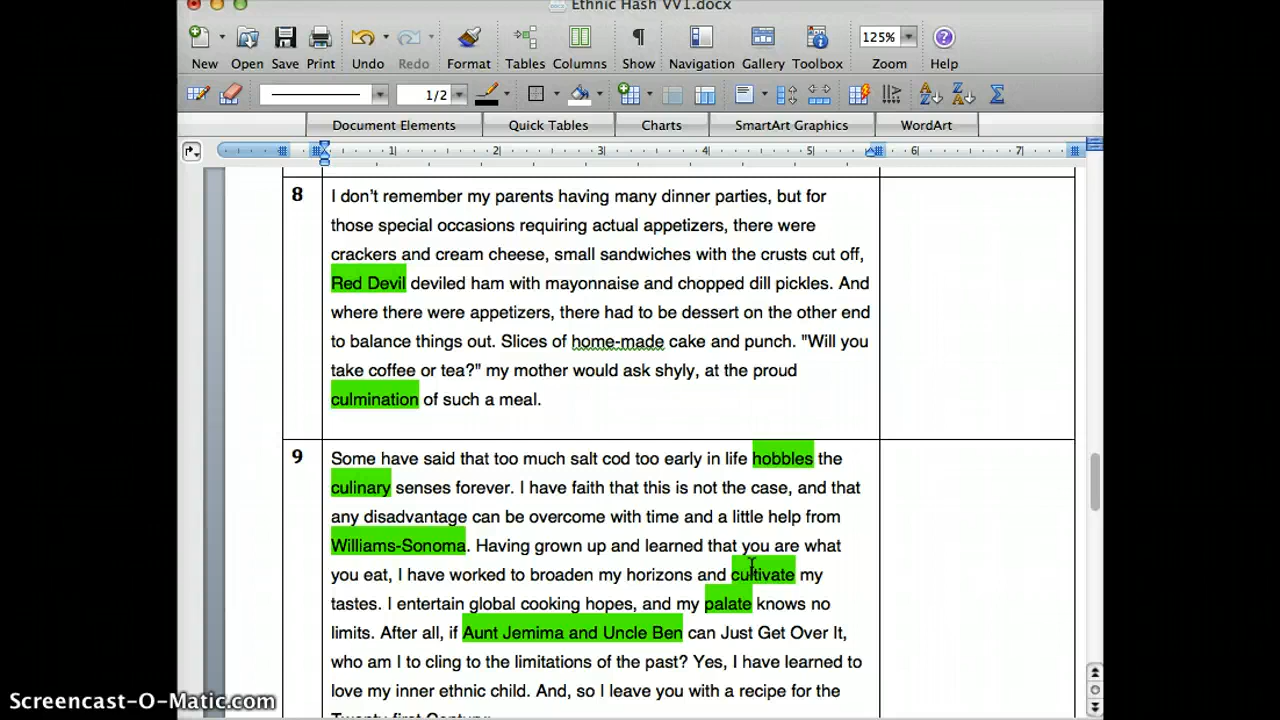 Ethnic Hash VV1.docx
New Open Save Print Undo Redo Format Tables Columns Show Navigation Gallery Toolbox Zoom Help
125%
1/2
Document Elements Quick Tables Charts SmartArt Graphics WordArt
1 2 3 4 5 6 7
8
I don't remember my parents having many dinner parties, but for
those special occasions requiring actual appetizers, there were
crackers and cream cheese, small sandwiches with the crusts cut off,
Red Devil deviled ham with mayonnaise and chopped dill pickles. And
where there were appetizers, there had to be dessert on the other end
to balance things out. Slices of home-made cake and punch. "Will you
take coffee or tea?" my mother would ask shyly, at the proud
culmination of such a meal.
9
Some have said that too much salt cod too early in life hobbles the
culinary senses forever. I have faith that this is not the case, and that
any disadvantage can be overcome with time and a little help from
Williams-Sonoma. Having grown up and learned that you are what
you eat, I have worked to broaden my horizons and cultivate my
tastes. I entertain global cooking hopes, and my palate knows no
limits. After all, if Aunt Jemima and Uncle Ben can Just Get Over It,
who am I to cling to the limitations of the past? Yes, I have learned to
love my inner ethnic child. And, so I leave you with a recipe for the
Twenty-first Century:
Screencast-O-Matic.com